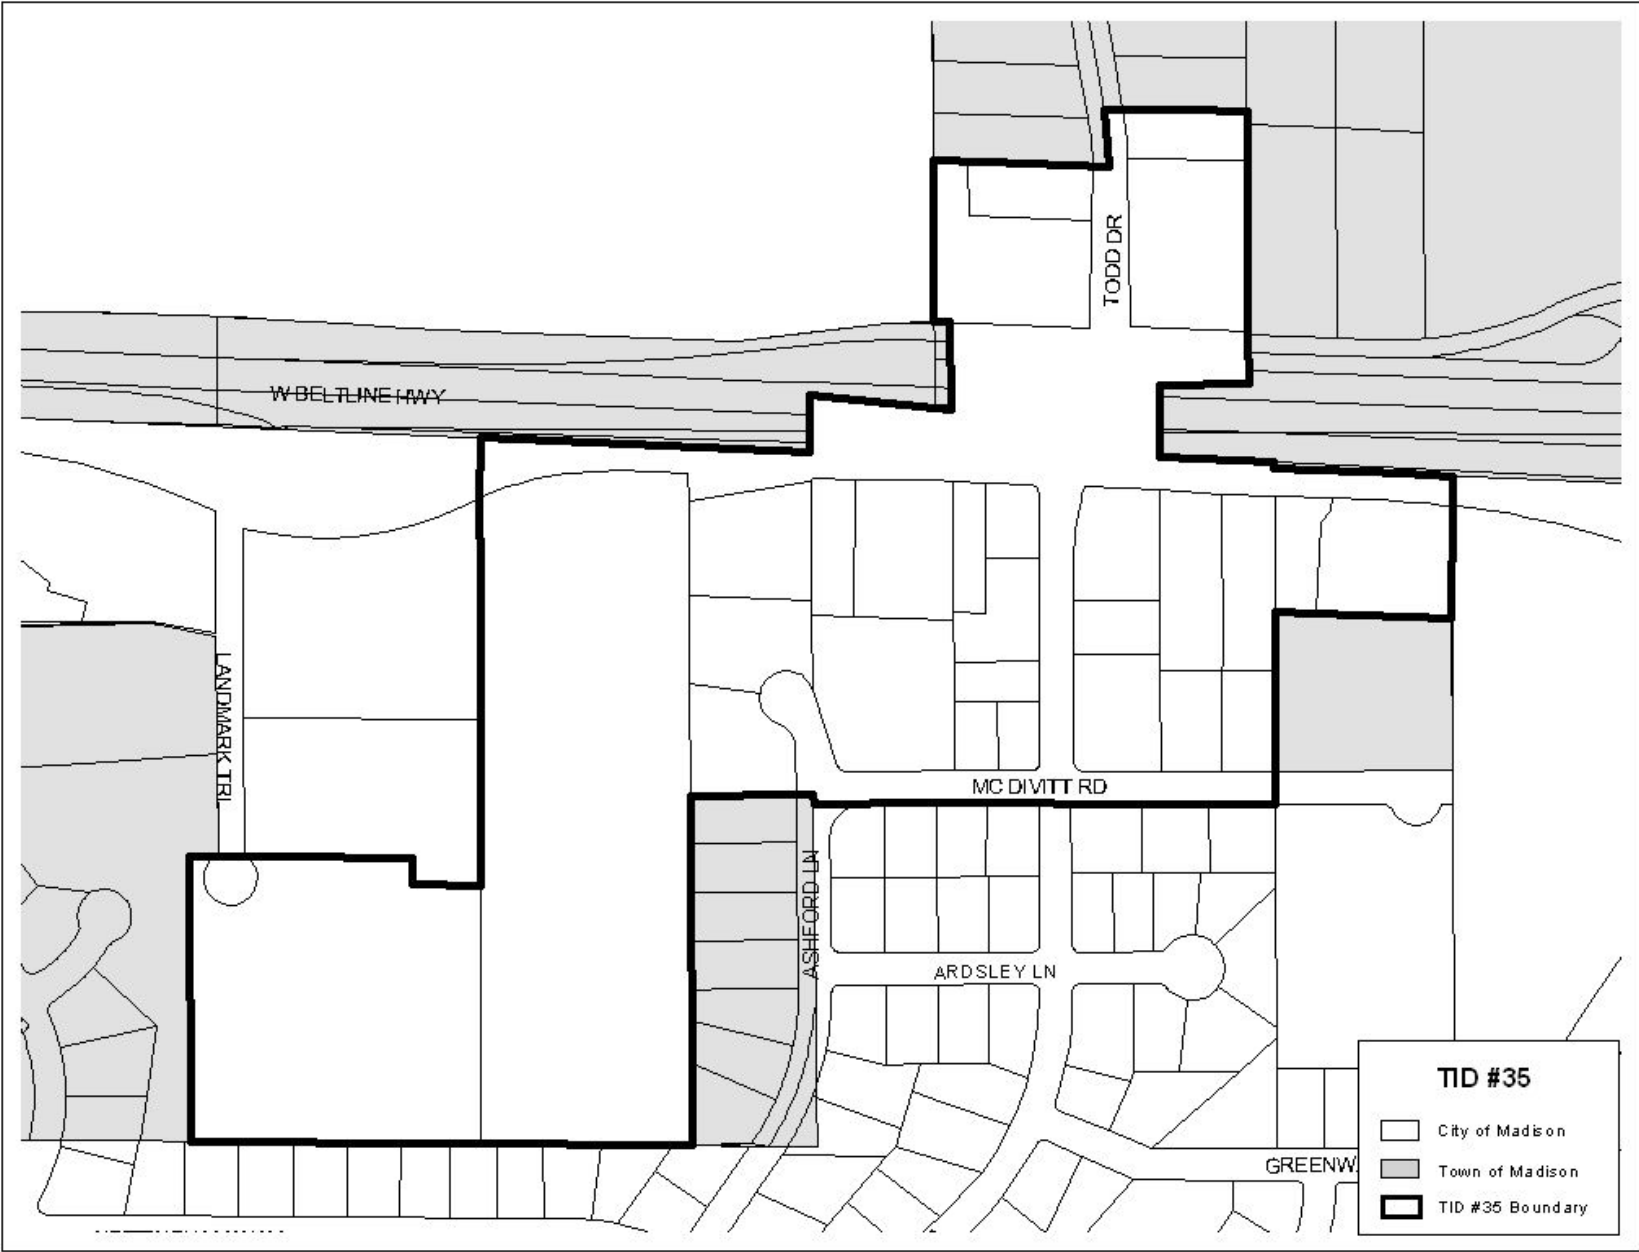 TODD DR
W BELTLINE HWY
LANDMARK TRL
MC DIVITT RD
ASHFORD LN
ARDSLEY LN
GREENW
TID #35
City of Madison
Town of Madison
TID #35 Boundary